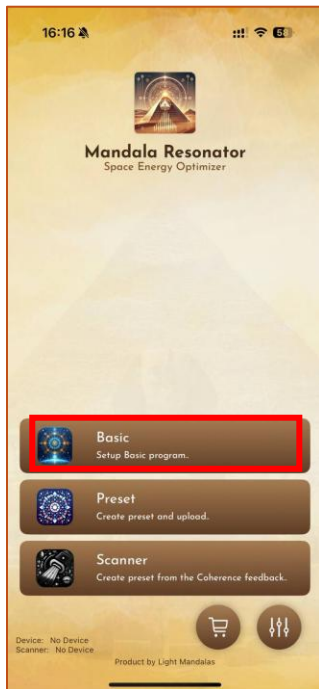 16:16
Mandala Resonator
Space Energy Optimizer
Basic
Setup Basic program.
Preset
Create preset and upload.
Scanner
Create preset from the Coherence feedback.
Device: No Device
Scanner: No Device
Product by Light Mandalas